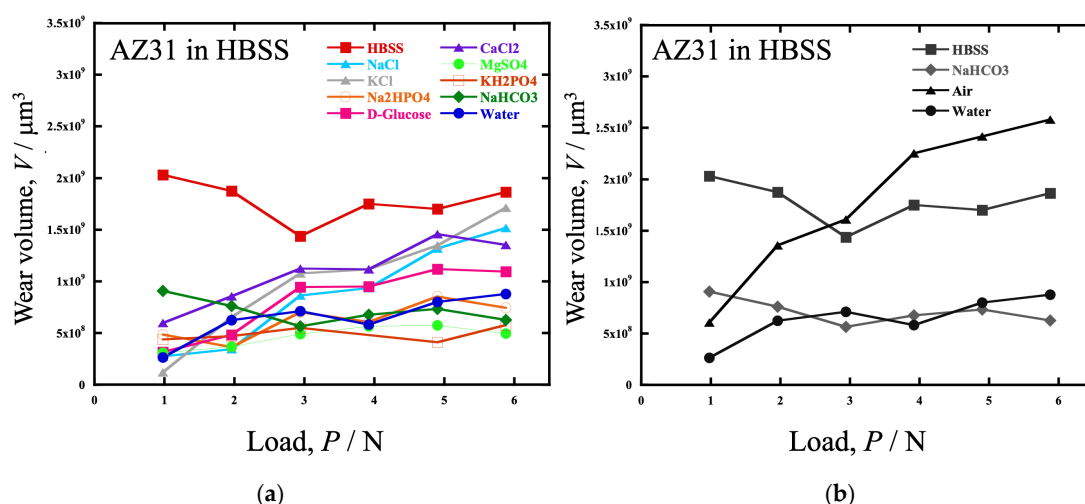 AZ31 in HBSS
HBSS
CaCl2
NaCl
MgSO4
KCl
KH2PO4
Na2HPO4
NaHCO3
D-Glucose
Water
3.5x10⁹
3x10⁹
2.5x10⁹
2x10⁹
1.5x10⁹
1x10⁹
5x10⁸
0
0 1 2 3 4 5 6
Wear volume, V / μm³
Load, P / N
(a)
AZ31 in HBSS
HBSS
NaHCO3
Air
Water
3.5x10⁹
3x10⁹
2.5x10⁹
2x10⁹
1.5x10⁹
1x10⁹
5x10⁸
0
0 1 2 3 4 5 6
Wear volume, V / μm³
Load, P / N
(b)